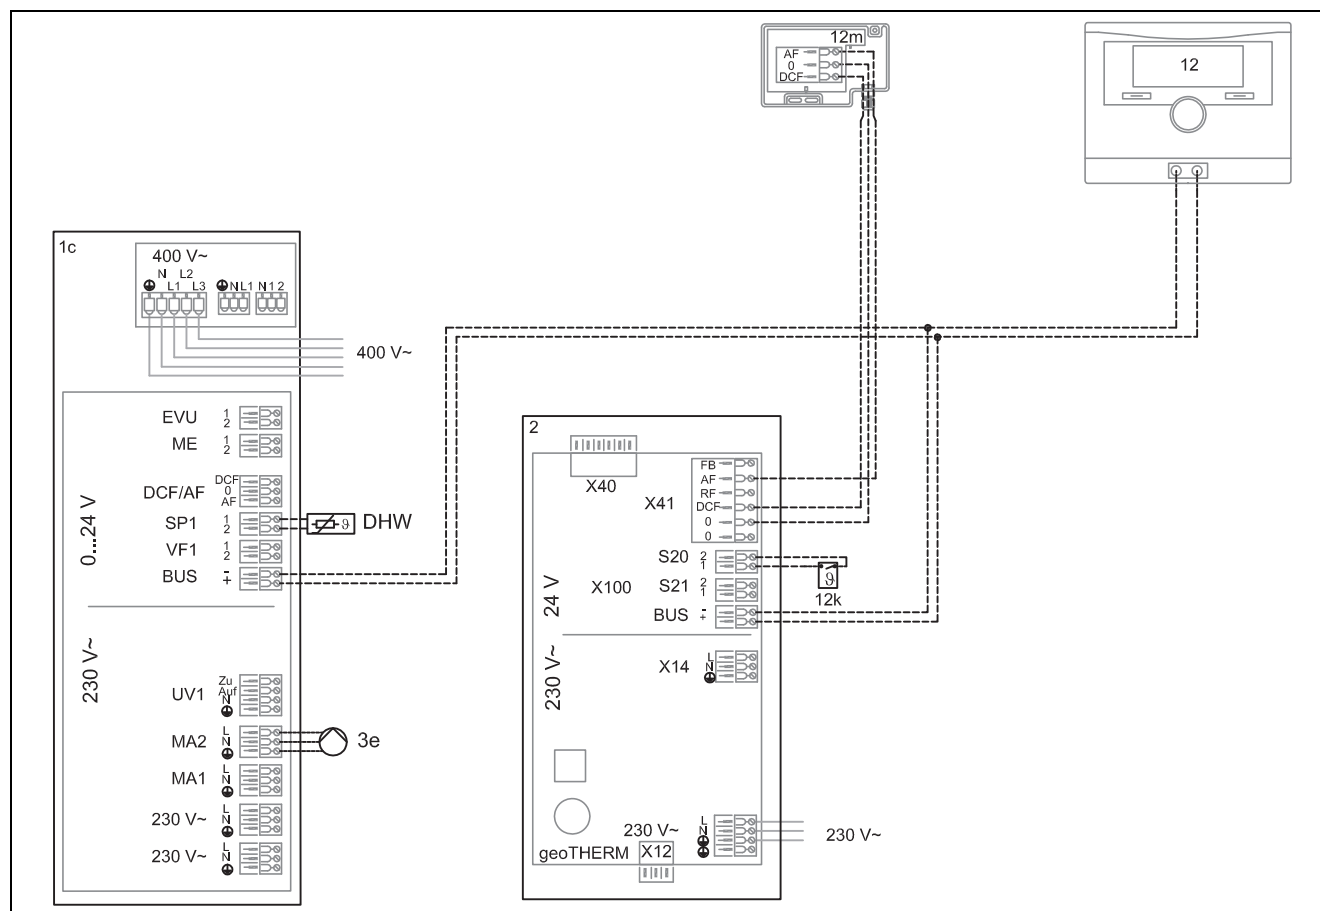 12m
AF
0
DCF
12
1c
400 V~
N L2
L1 L3
N L1
N 1 2
400 V~
EVU 1
2
ME 1
2
DCF/AF DCF
0
AF
SP1 1
2
DHW
VF1 1
2
BUS -
+
0...24 V
230 V~
UV1 Zu
Auf
N
MA2 L
N
3e
MA1 L
N
230 V~ L
N
230 V~ L
N
2
X40
X41
FB
AF
RF
DCF
0
0
S20 2
1
X100
S21 2
1
12k
BUS -
+
24 V
230 V~
X14 L
N
230 V~ L
N
230 V~
geoTHERM X12